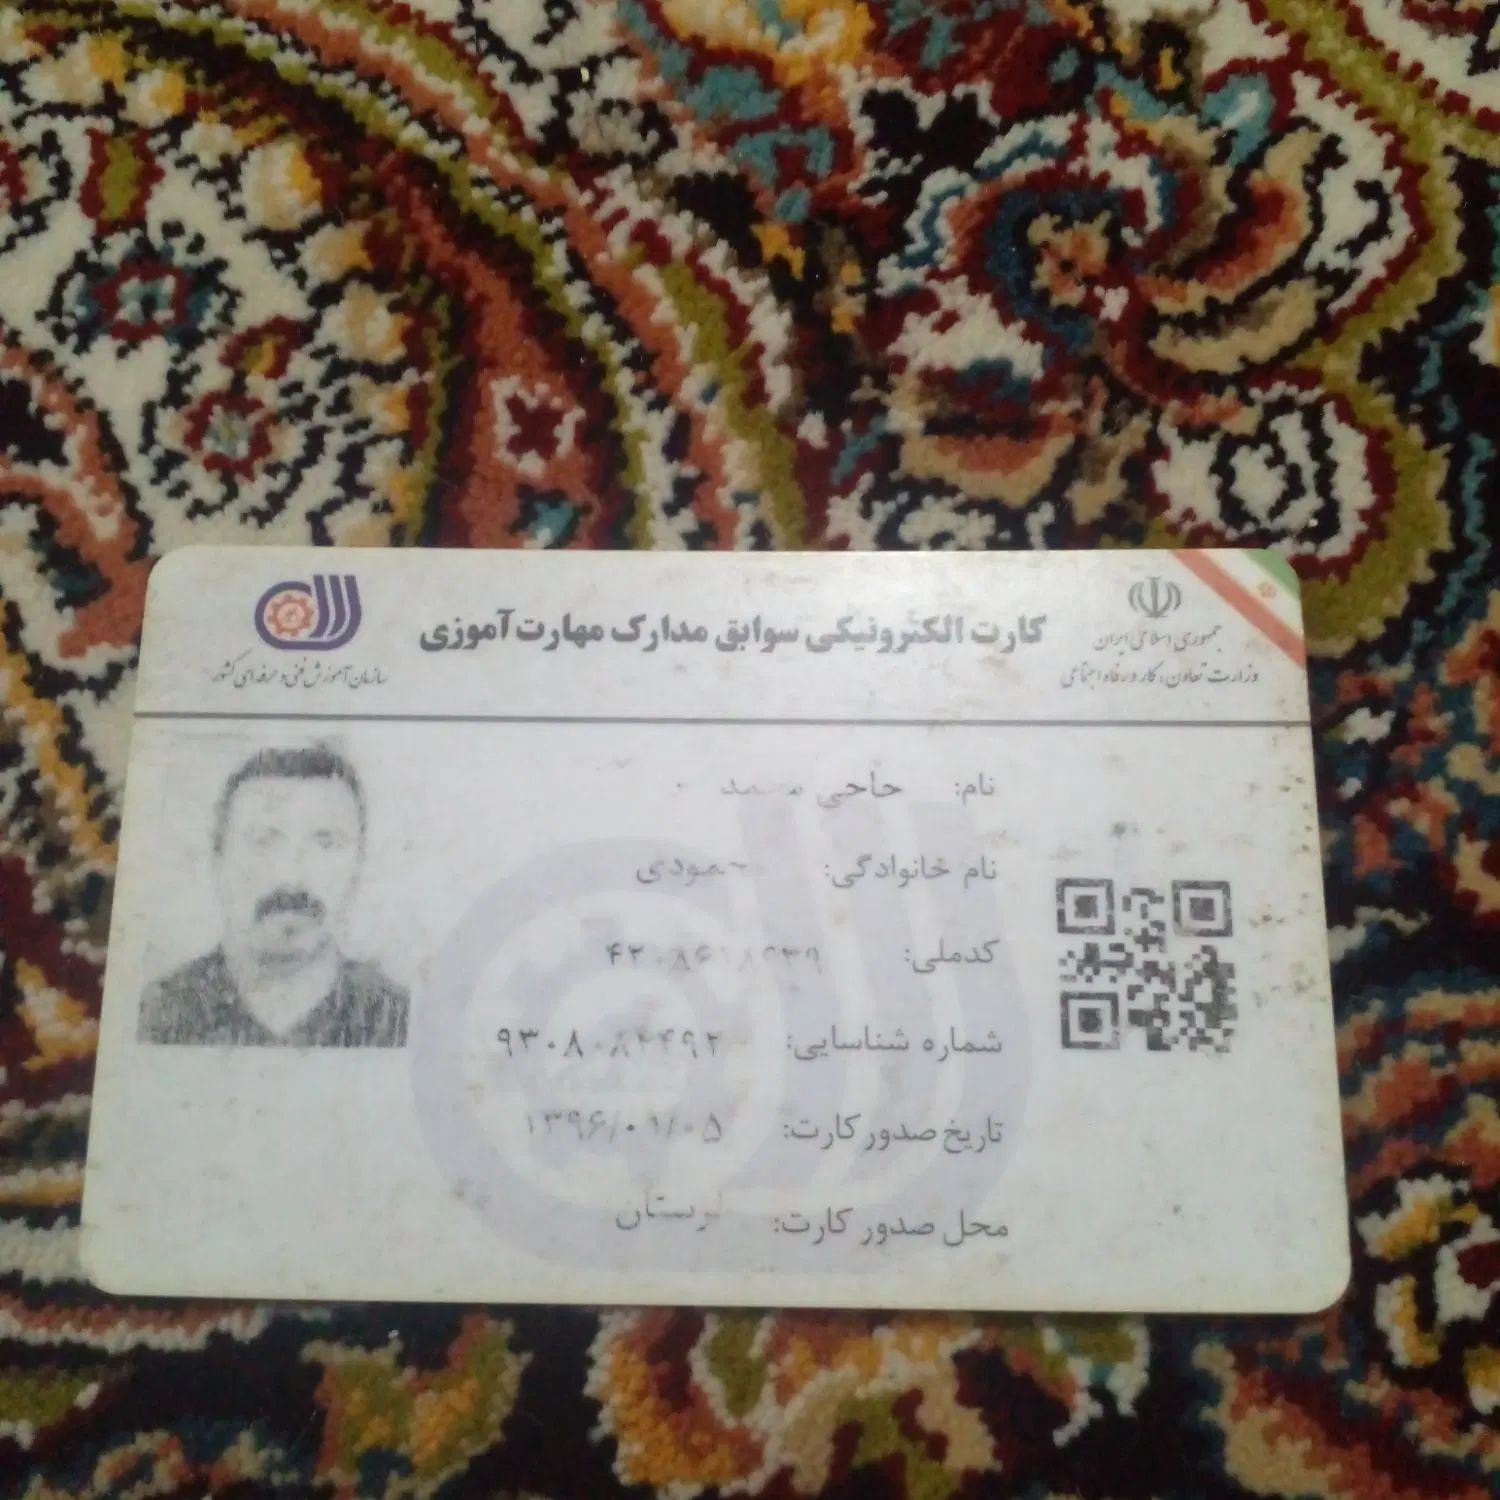 جمهوری اسلامی ایران
وزارت تعاون، کار و رفاه اجتماعی
کارت الکترونیکی سوابق مدارک مهارت آموزی
سازمان آموزش فنی و حرفه ای کشور
نام: حاجی
نام خانوادگی:
کدملی:
شماره شناسایی:
تاریخ صدور کارت: ۱۳۹۶/۰۱/۰۵
محل صدور کارت: